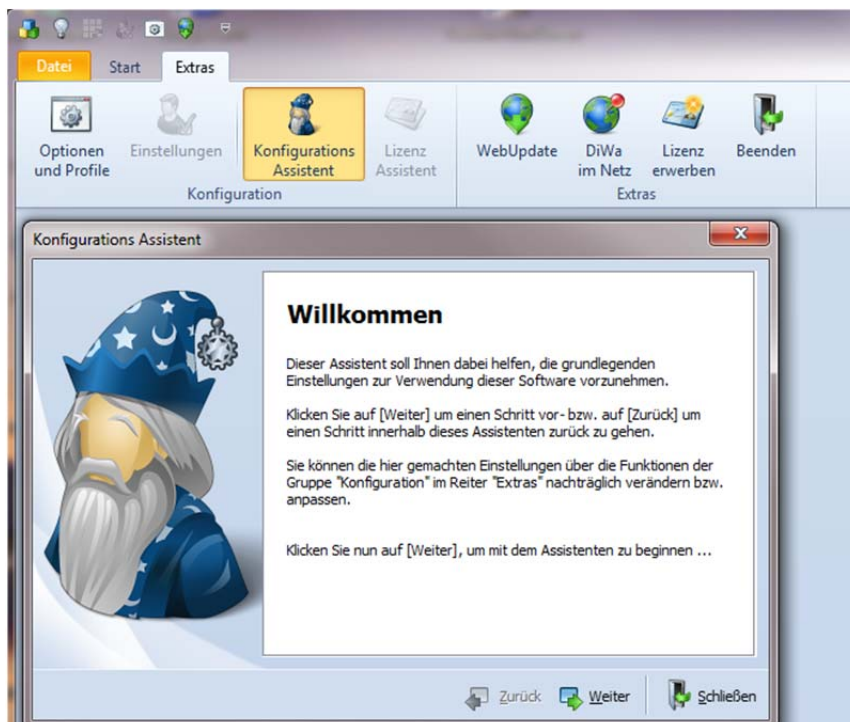 Datei Start Extras
Optionen und Profile
Einstellungen
Konfigurations Assistent
Lizenz Assistent
WebUpdate
DiWa im Netz
Lizenz erwerben
Beenden
Konfiguration
Extras
Konfigurations Assistent
Willkommen
Dieser Assistent soll Ihnen dabei helfen, die grundlegenden
Einstellungen zur Verwendung dieser Software vorzunehmen.
Klicken Sie auf [Weiter] um einen Schritt vor- bzw. auf [Zurück] um
einen Schritt innerhalb dieses Assistenten zurück zu gehen.
Sie können die hier gemachten Einstellungen über die Funktionen der
Gruppe "Konfiguration" im Reiter "Extras" nachträglich verändern bzw.
anpassen.
Klicken Sie nun auf [Weiter], um mit dem Assistenten zu beginnen ...
Zurück Weiter Schließen